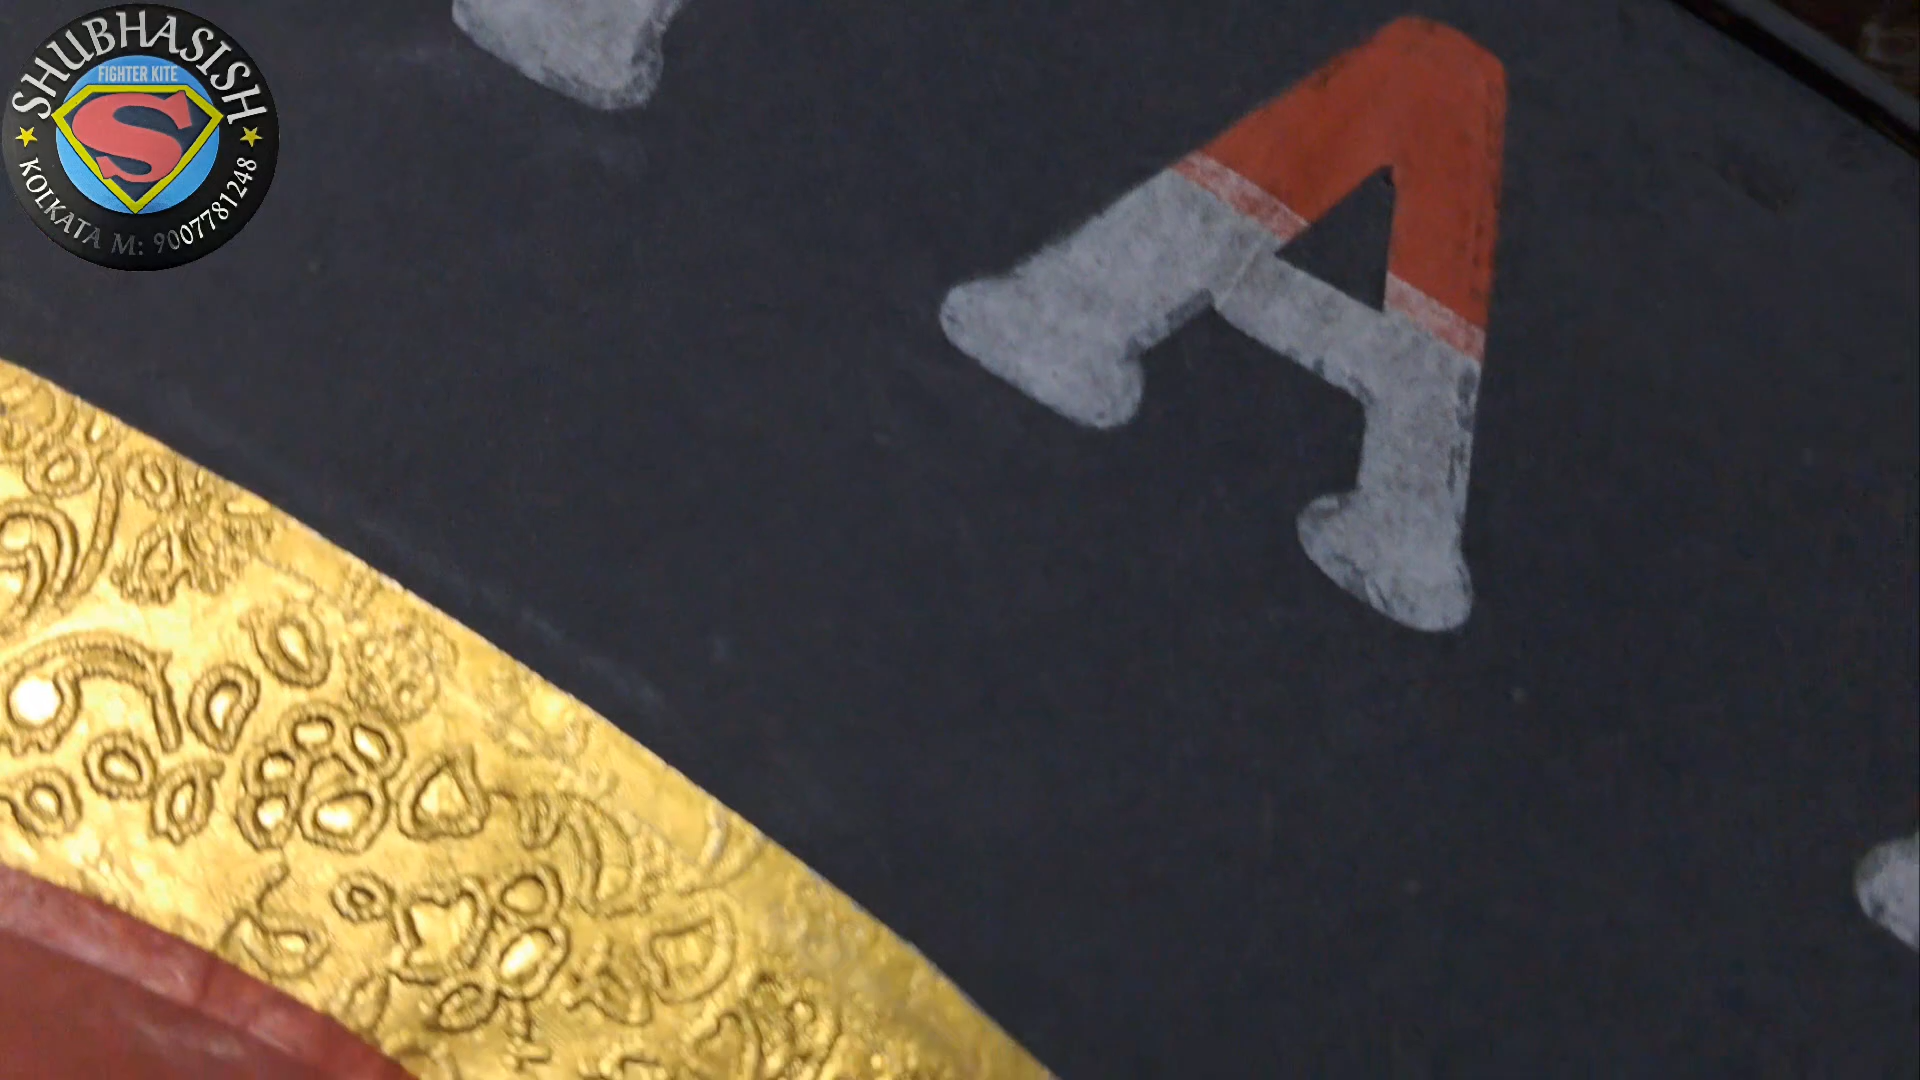 SHUBHASISH
FIGHTER KITE
S
KOLKATA M: 9007781248
A